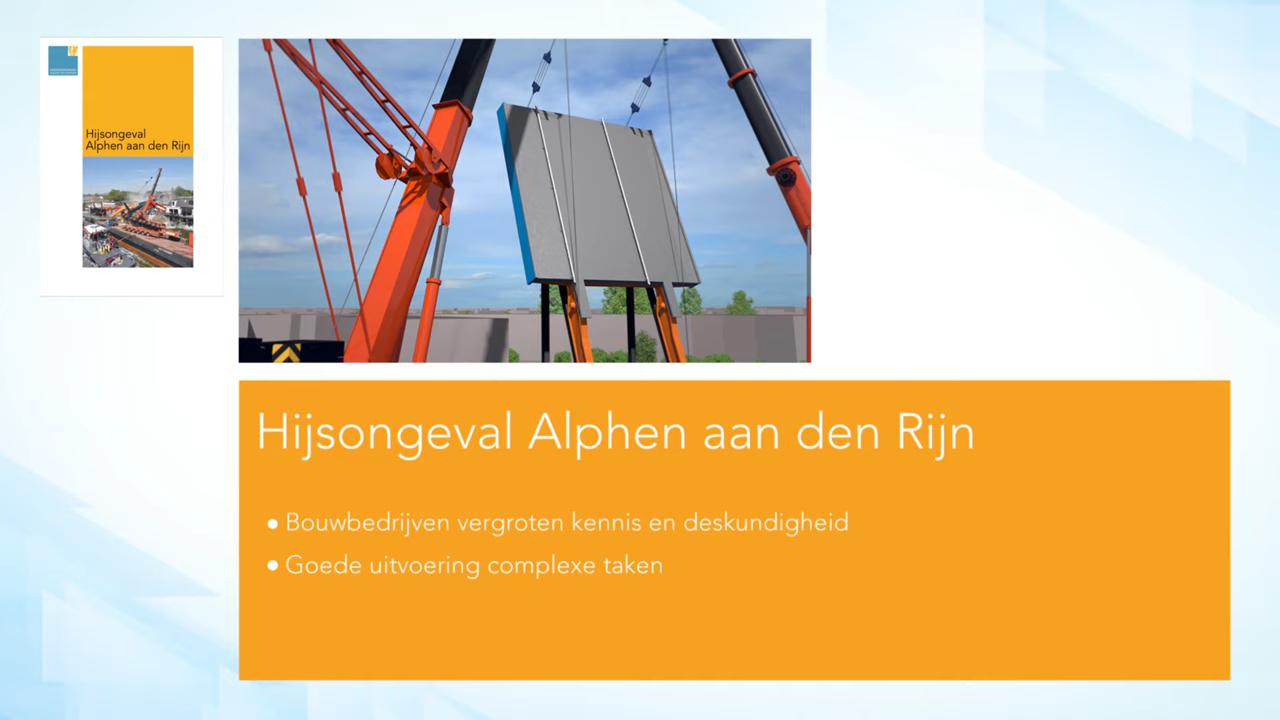 Hijsongeval
Alphen aan den Rijn
Hijsongeval Alphen aan den Rijn
● Bouwbedrijven vergroten kennis en deskundigheid
● Goede uitvoering complexe taken